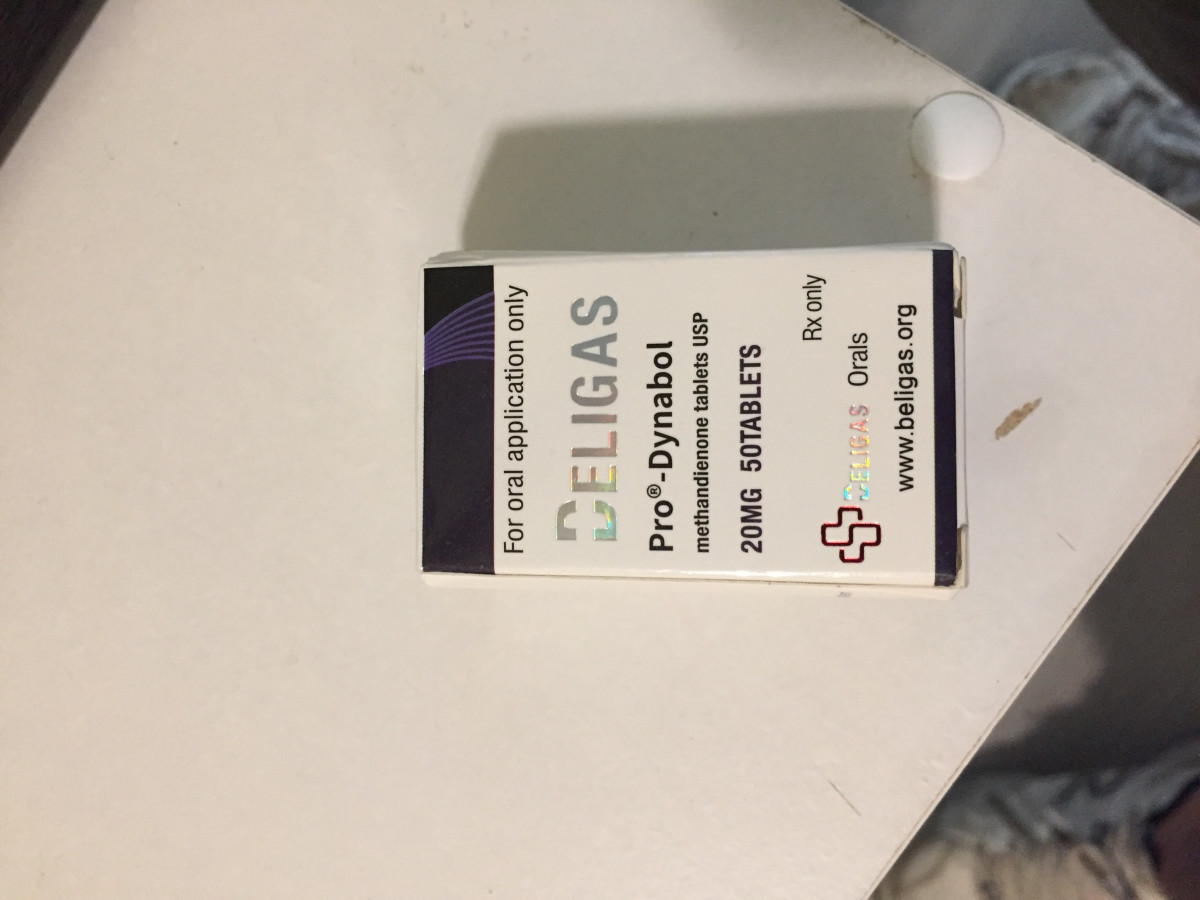 For oral application only
BELIGAS
Pro®-Dynabol
methandienone tablets USP
20MG 50TABLETS
Rx only
BELIGAS Orals
www.beligas.org